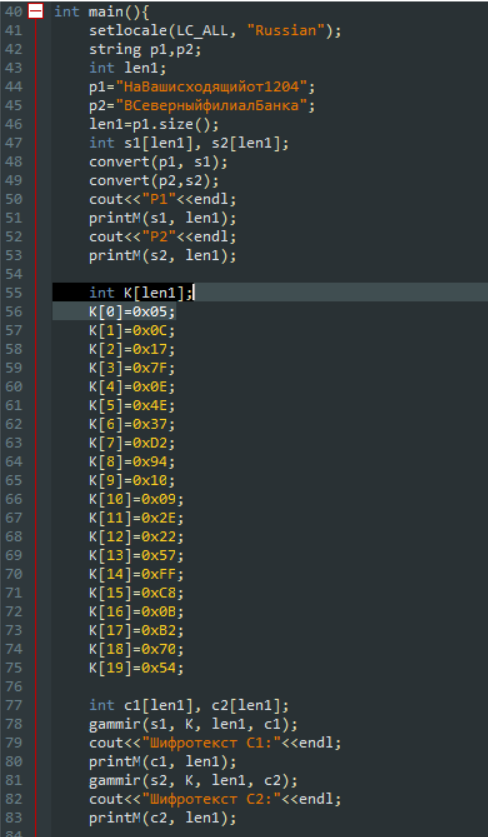 40 int main(){
41 setlocale(LC_ALL, "Russian");
42 string p1,p2;
43 int len1;
44 p1="НаВашисходящийот1204";
45 p2="ВСеверныйфилиалБанка";
46 len1=p1.size();
47 int s1[len1], s2[len1];
48 convert(p1, s1);
49 convert(p2,s2);
50 cout<<"P1"<<endl;
51 printM(s1, len1);
52 cout<<"P2"<<endl;
53 printM(s2, len1);
54
55 int K[len1];
56 K[0]=0x05;
57 K[1]=0x0C;
58 K[2]=0x17;
59 K[3]=0x7F;
60 K[4]=0x0E;
61 K[5]=0x4E;
62 K[6]=0x37;
63 K[7]=0xD2;
64 K[8]=0x94;
65 K[9]=0x10;
66 K[10]=0x09;
67 K[11]=0x2E;
68 K[12]=0x22;
69 K[13]=0x57;
70 K[14]=0xFF;
71 K[15]=0xC8;
72 K[16]=0x0B;
73 K[17]=0xB2;
74 K[18]=0x70;
75 K[19]=0x54;
76
77 int c1[len1], c2[len1];
78 gammir(s1, K, len1, c1);
79 cout<<"Шифротекст C1:"<<endl;
80 printM(c1, len1);
81 gammir(s2, K, len1, c2);
82 cout<<"Шифротекст C2:"<<endl;
83 printM(c2, len1);